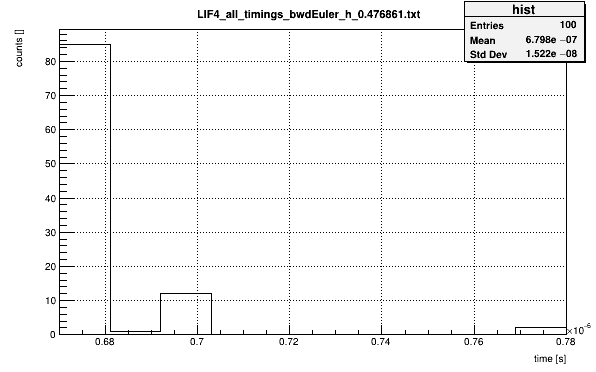 LIF4_all_timings_bwdEuler_h_0.476861.txt
hist
Entries 100
Mean 6.798e −07
Std Dev 1.522e −08
counts []
80
70
60
50
40
30
20
10
0
0.68 0.7 0.72 0.74 0.76 0.78
×10⁻⁶
time [s]